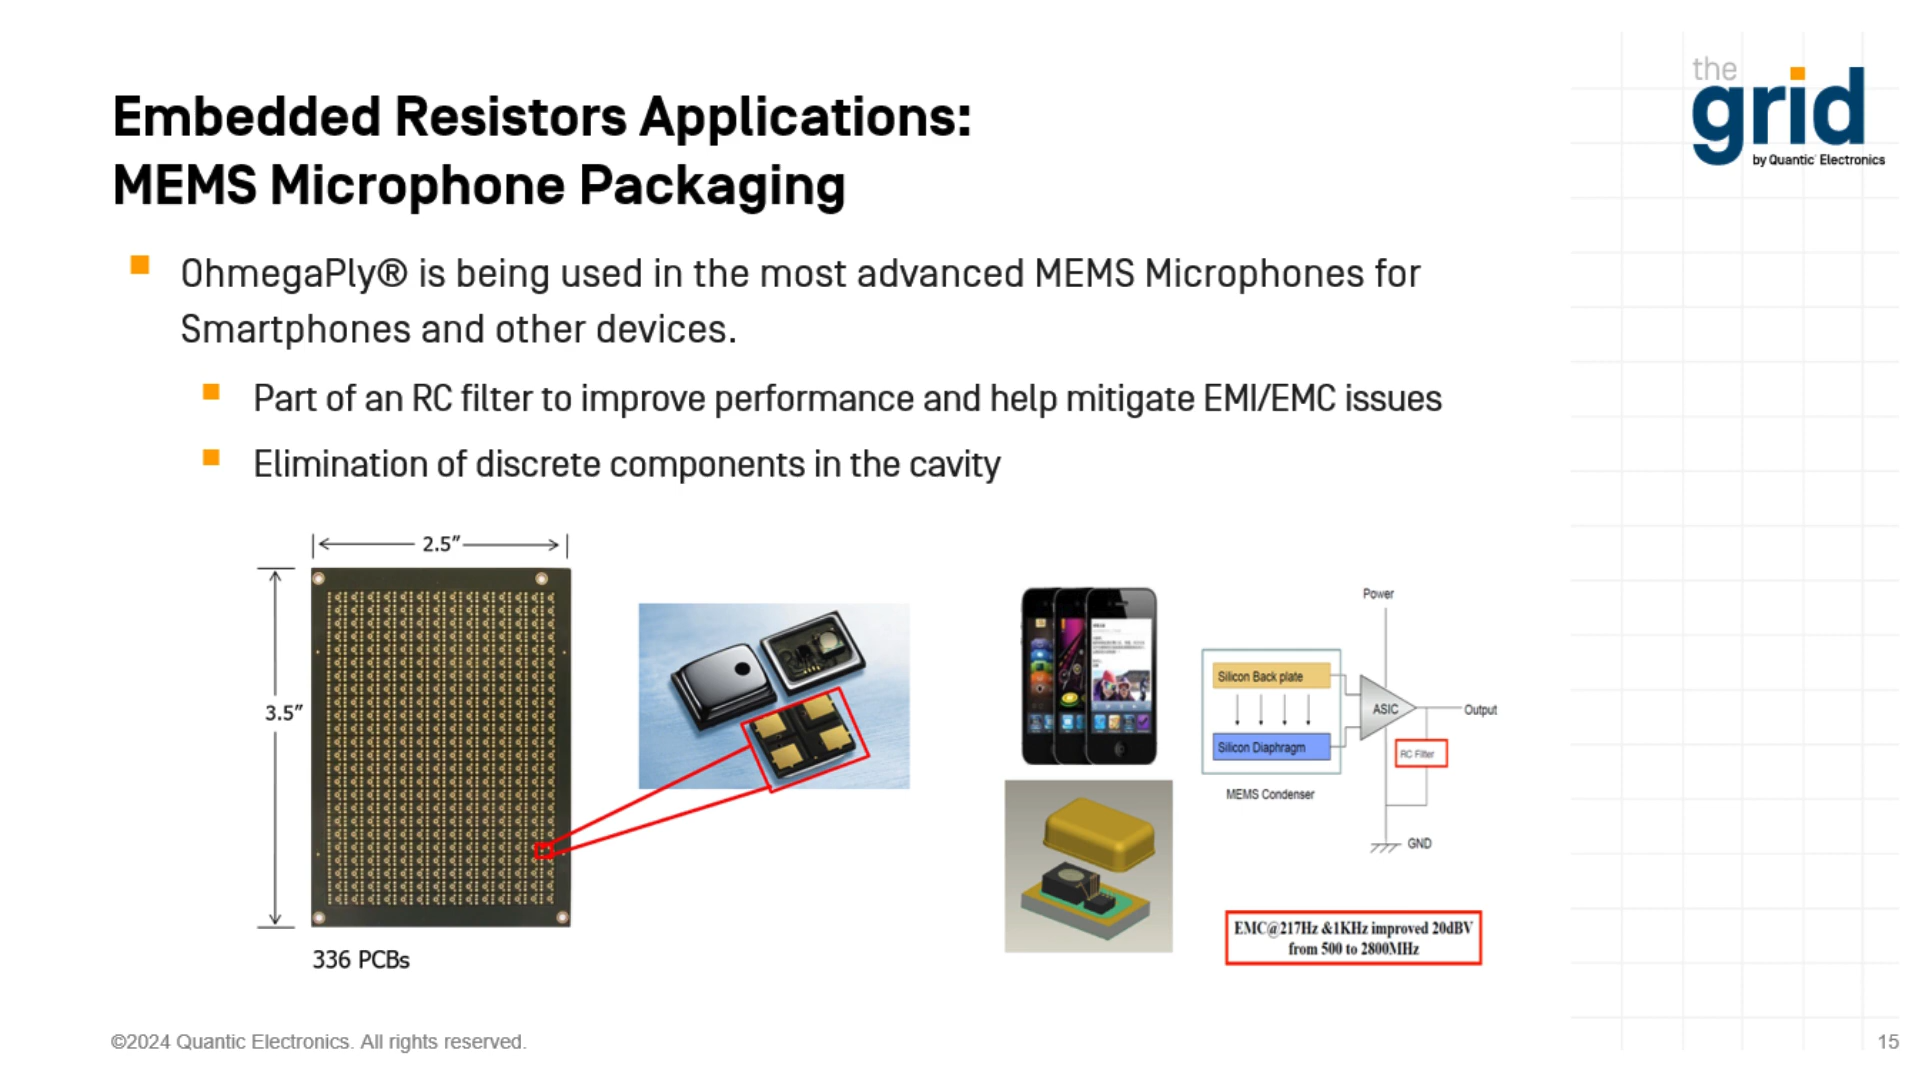 the
grid
by Quantic Electronics
Embedded Resistors Applications:
MEMS Microphone Packaging
OhmegaPly® is being used in the most advanced MEMS Microphones for
Smartphones and other devices.
Part of an RC filter to improve performance and help mitigate EMI/EMC issues
Elimination of discrete components in the cavity
2.5”
3.5”
336 PCBs
Power
Silicon Back plate
ASIC
Output
Silicon Diaphragm
RC Filter
MEMS Condenser
GND
EMC@217Hz &1KHz improved 20dBV
from 500 to 2800MHz
©2024 Quantic Electronics. All rights reserved.
15